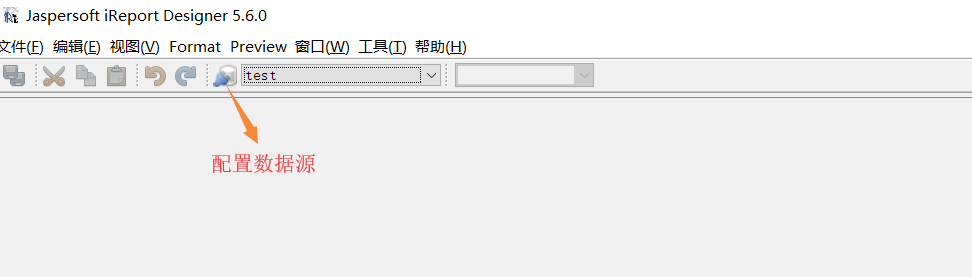 Jaspersoft iReport Designer 5.6.0
文件(F) 编辑(E) 视图(V) Format Preview 窗口(W) 工具(T) 帮助(H)
test
配置数据源